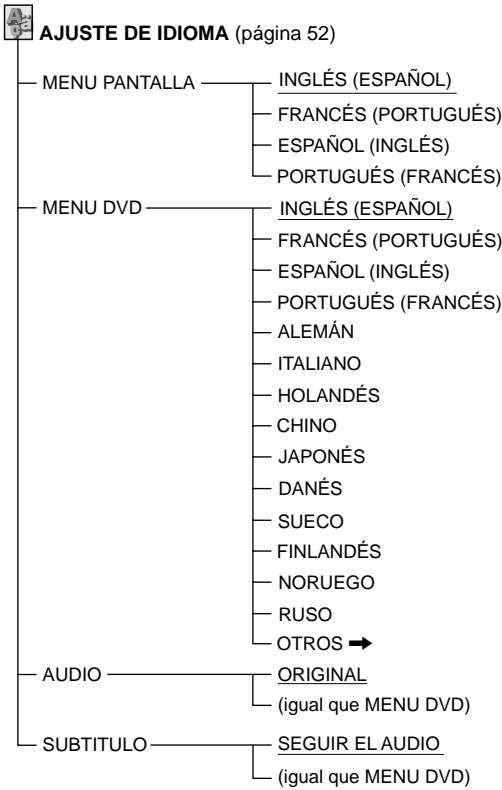 AJUSTE DE IDIOMA (página 52)
MENU PANTALLA
INGLÉS (ESPAÑOL)
FRANCÉS (PORTUGUÉS)
ESPAÑOL (INGLÉS)
PORTUGUÉS (FRANCÉS)
MENU DVD
INGLÉS (ESPAÑOL)
FRANCÉS (PORTUGUÉS)
ESPAÑOL (INGLÉS)
PORTUGUÉS (FRANCÉS)
ALEMÁN
ITALIANO
HOLANDÉS
CHINO
JAPONÉS
DANÉS
SUECO
FINLANDÉS
NORUEGO
RUSO
OTROS ➡
AUDIO
ORIGINAL
(igual que MENU DVD)
SUBTITULO
SEGUIR EL AUDIO
(igual que MENU DVD)